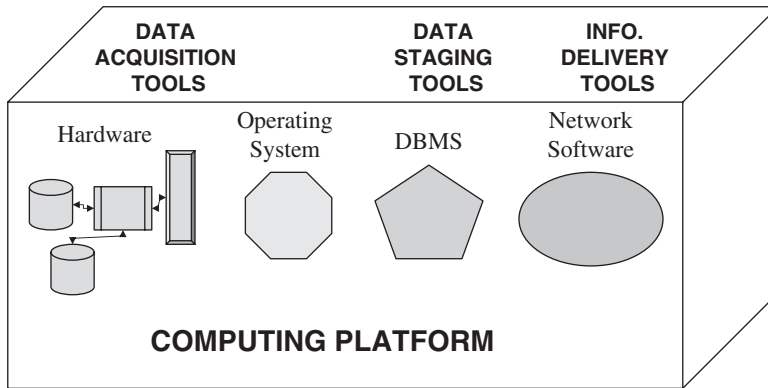 DATA
ACQUISITION
TOOLS
DATA
STAGING
TOOLS
INFO.
DELIVERY
TOOLS
Hardware
Operating
System
DBMS
Network
Software
COMPUTING PLATFORM